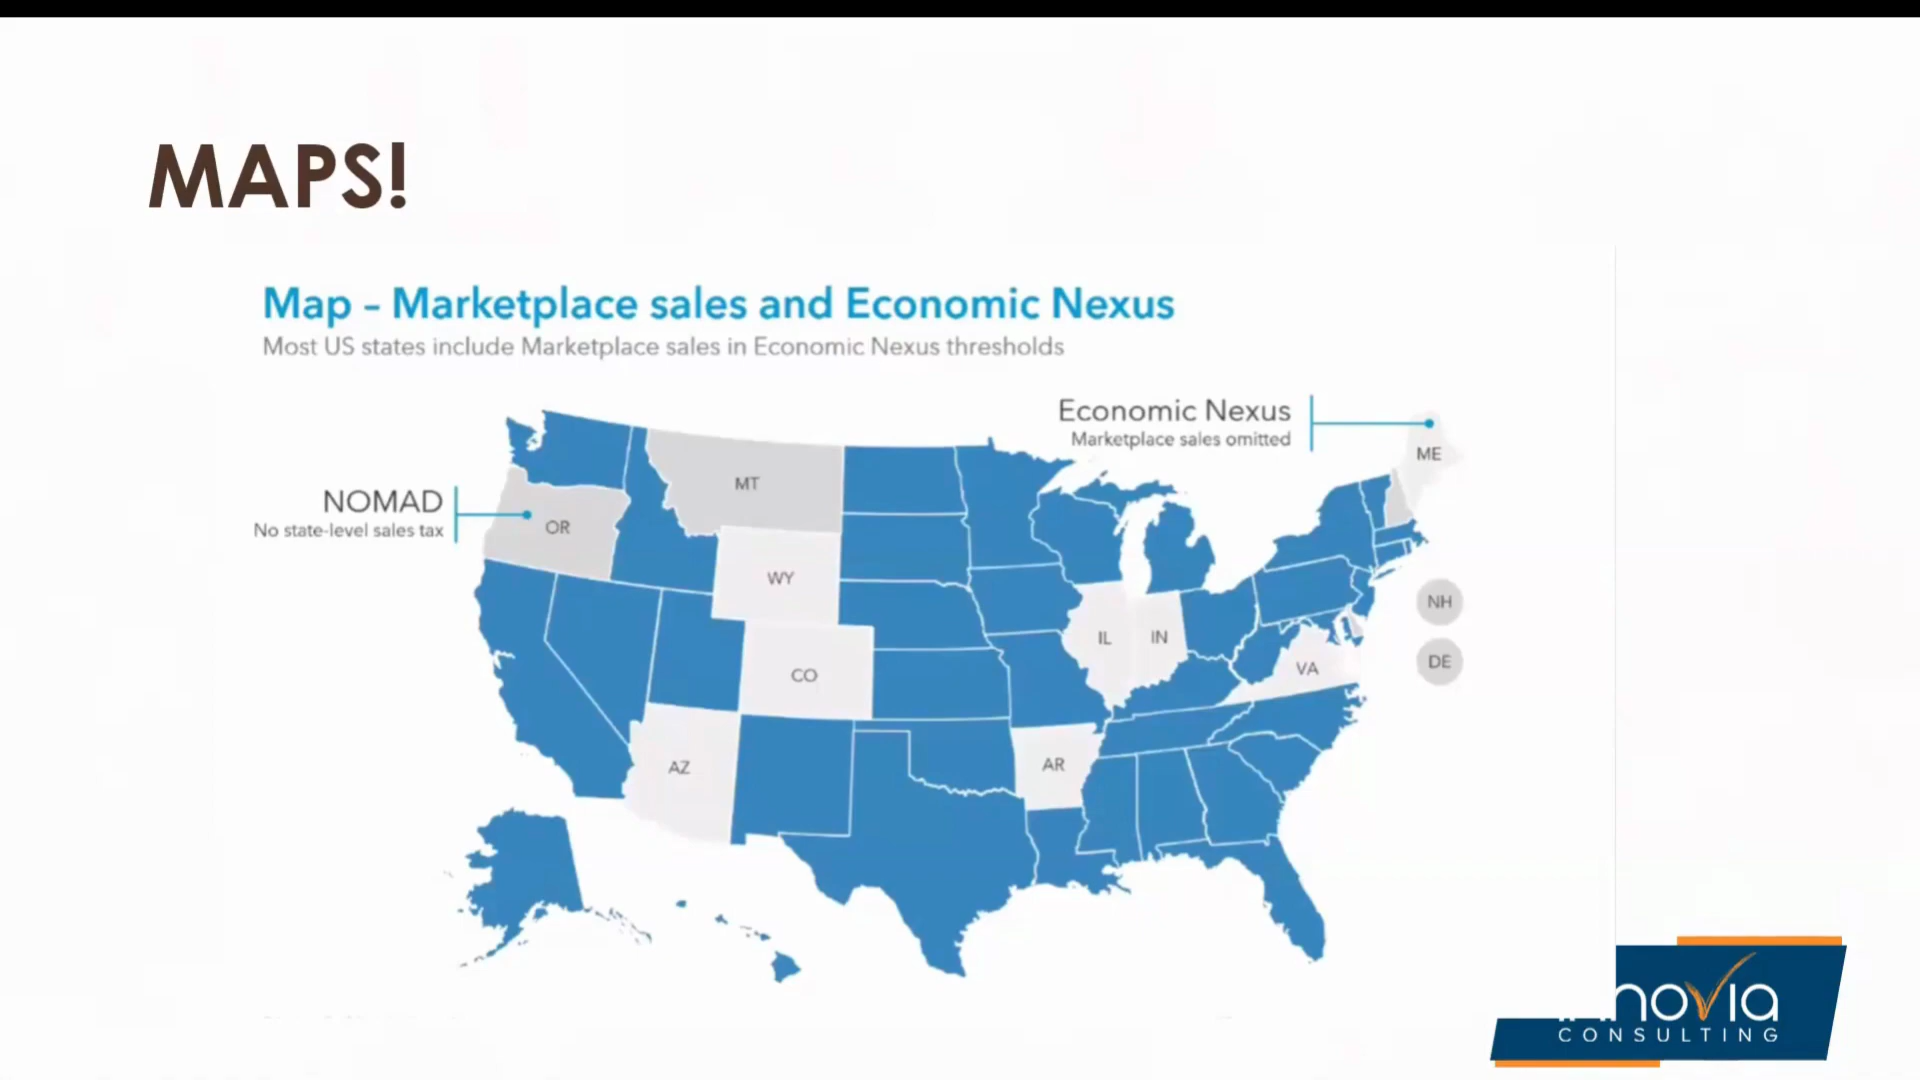 MAPS!
Map – Marketplace sales and Economic Nexus
Most US states include Marketplace sales in Economic Nexus thresholds
Economic Nexus
Marketplace sales omitted
ME
MT
NOMAD
No state-level sales tax
OR
WY
NH
IL
IN
DE
VA
CO
AR
AZ
CONSULTING